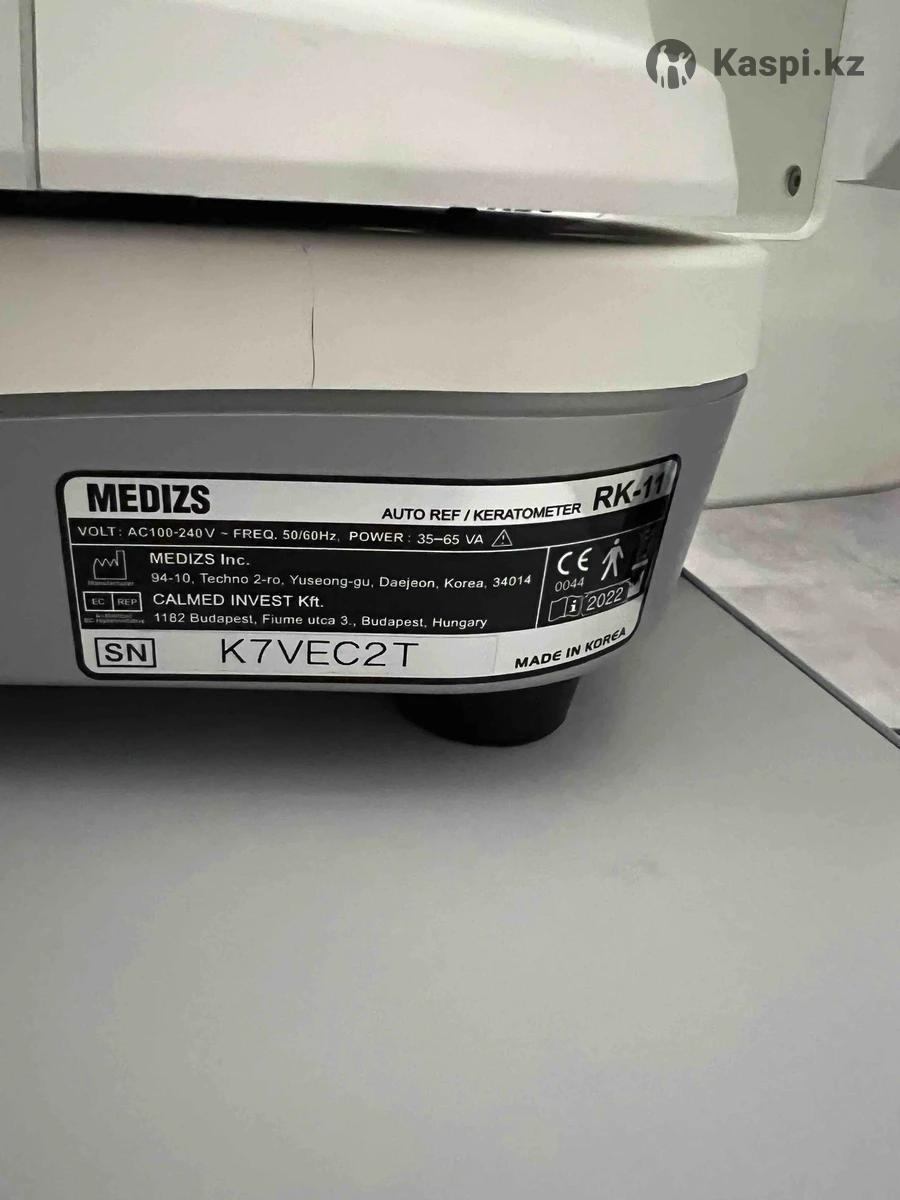 Kaspi.kz
MEDIZS
AUTO REF / KERATOMETER RK-11
VOLT: AC100-240V ~ FREQ. 50/60Hz, POWER : 35–65 VA
Manufacturer
MEDIZS Inc.
94-10, Techno 2-ro, Yuseong-gu, Daejeon, Korea, 34014
EC REP
CALMED INVEST Kft.
1182 Budapest, Fiume utca 3., Budapest, Hungary
CE
0044
2022
SN K7VEC2T
MADE IN KOREA